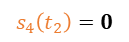 s₄(t₂) = 0